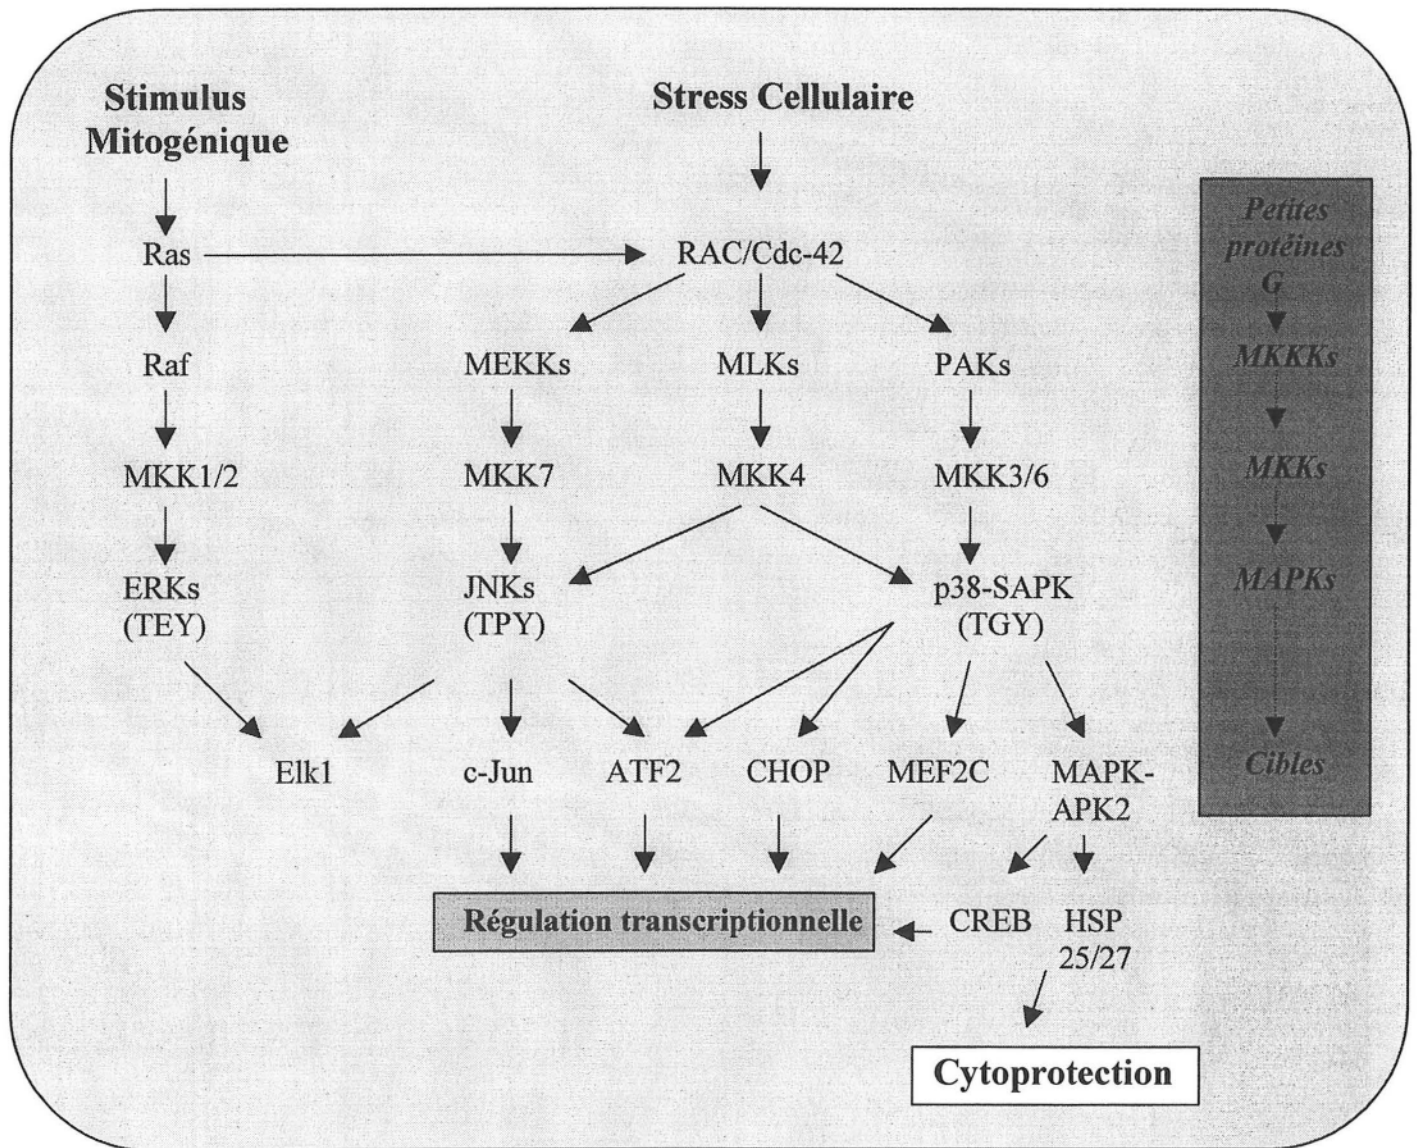 Stimulus
Mitogénique
Stress Cellulaire
Petites
protéines
G
Ras
RAC/Cdc-42
Raf
MEKKs
MLKs
PAKs
MKKKs
MKK1/2
MKK7
MKK4
MKK3/6
MKKs
ERKs
(TEY)
JNKs
(TPY)
p38-SAPK
(TGY)
MAPKs
Elk1
c-Jun
ATF2
CHOP
MEF2C
MAPK-
APK2
Cibles
Régulation transcriptionnelle
CREB
HSP
25/27
Cytoprotection